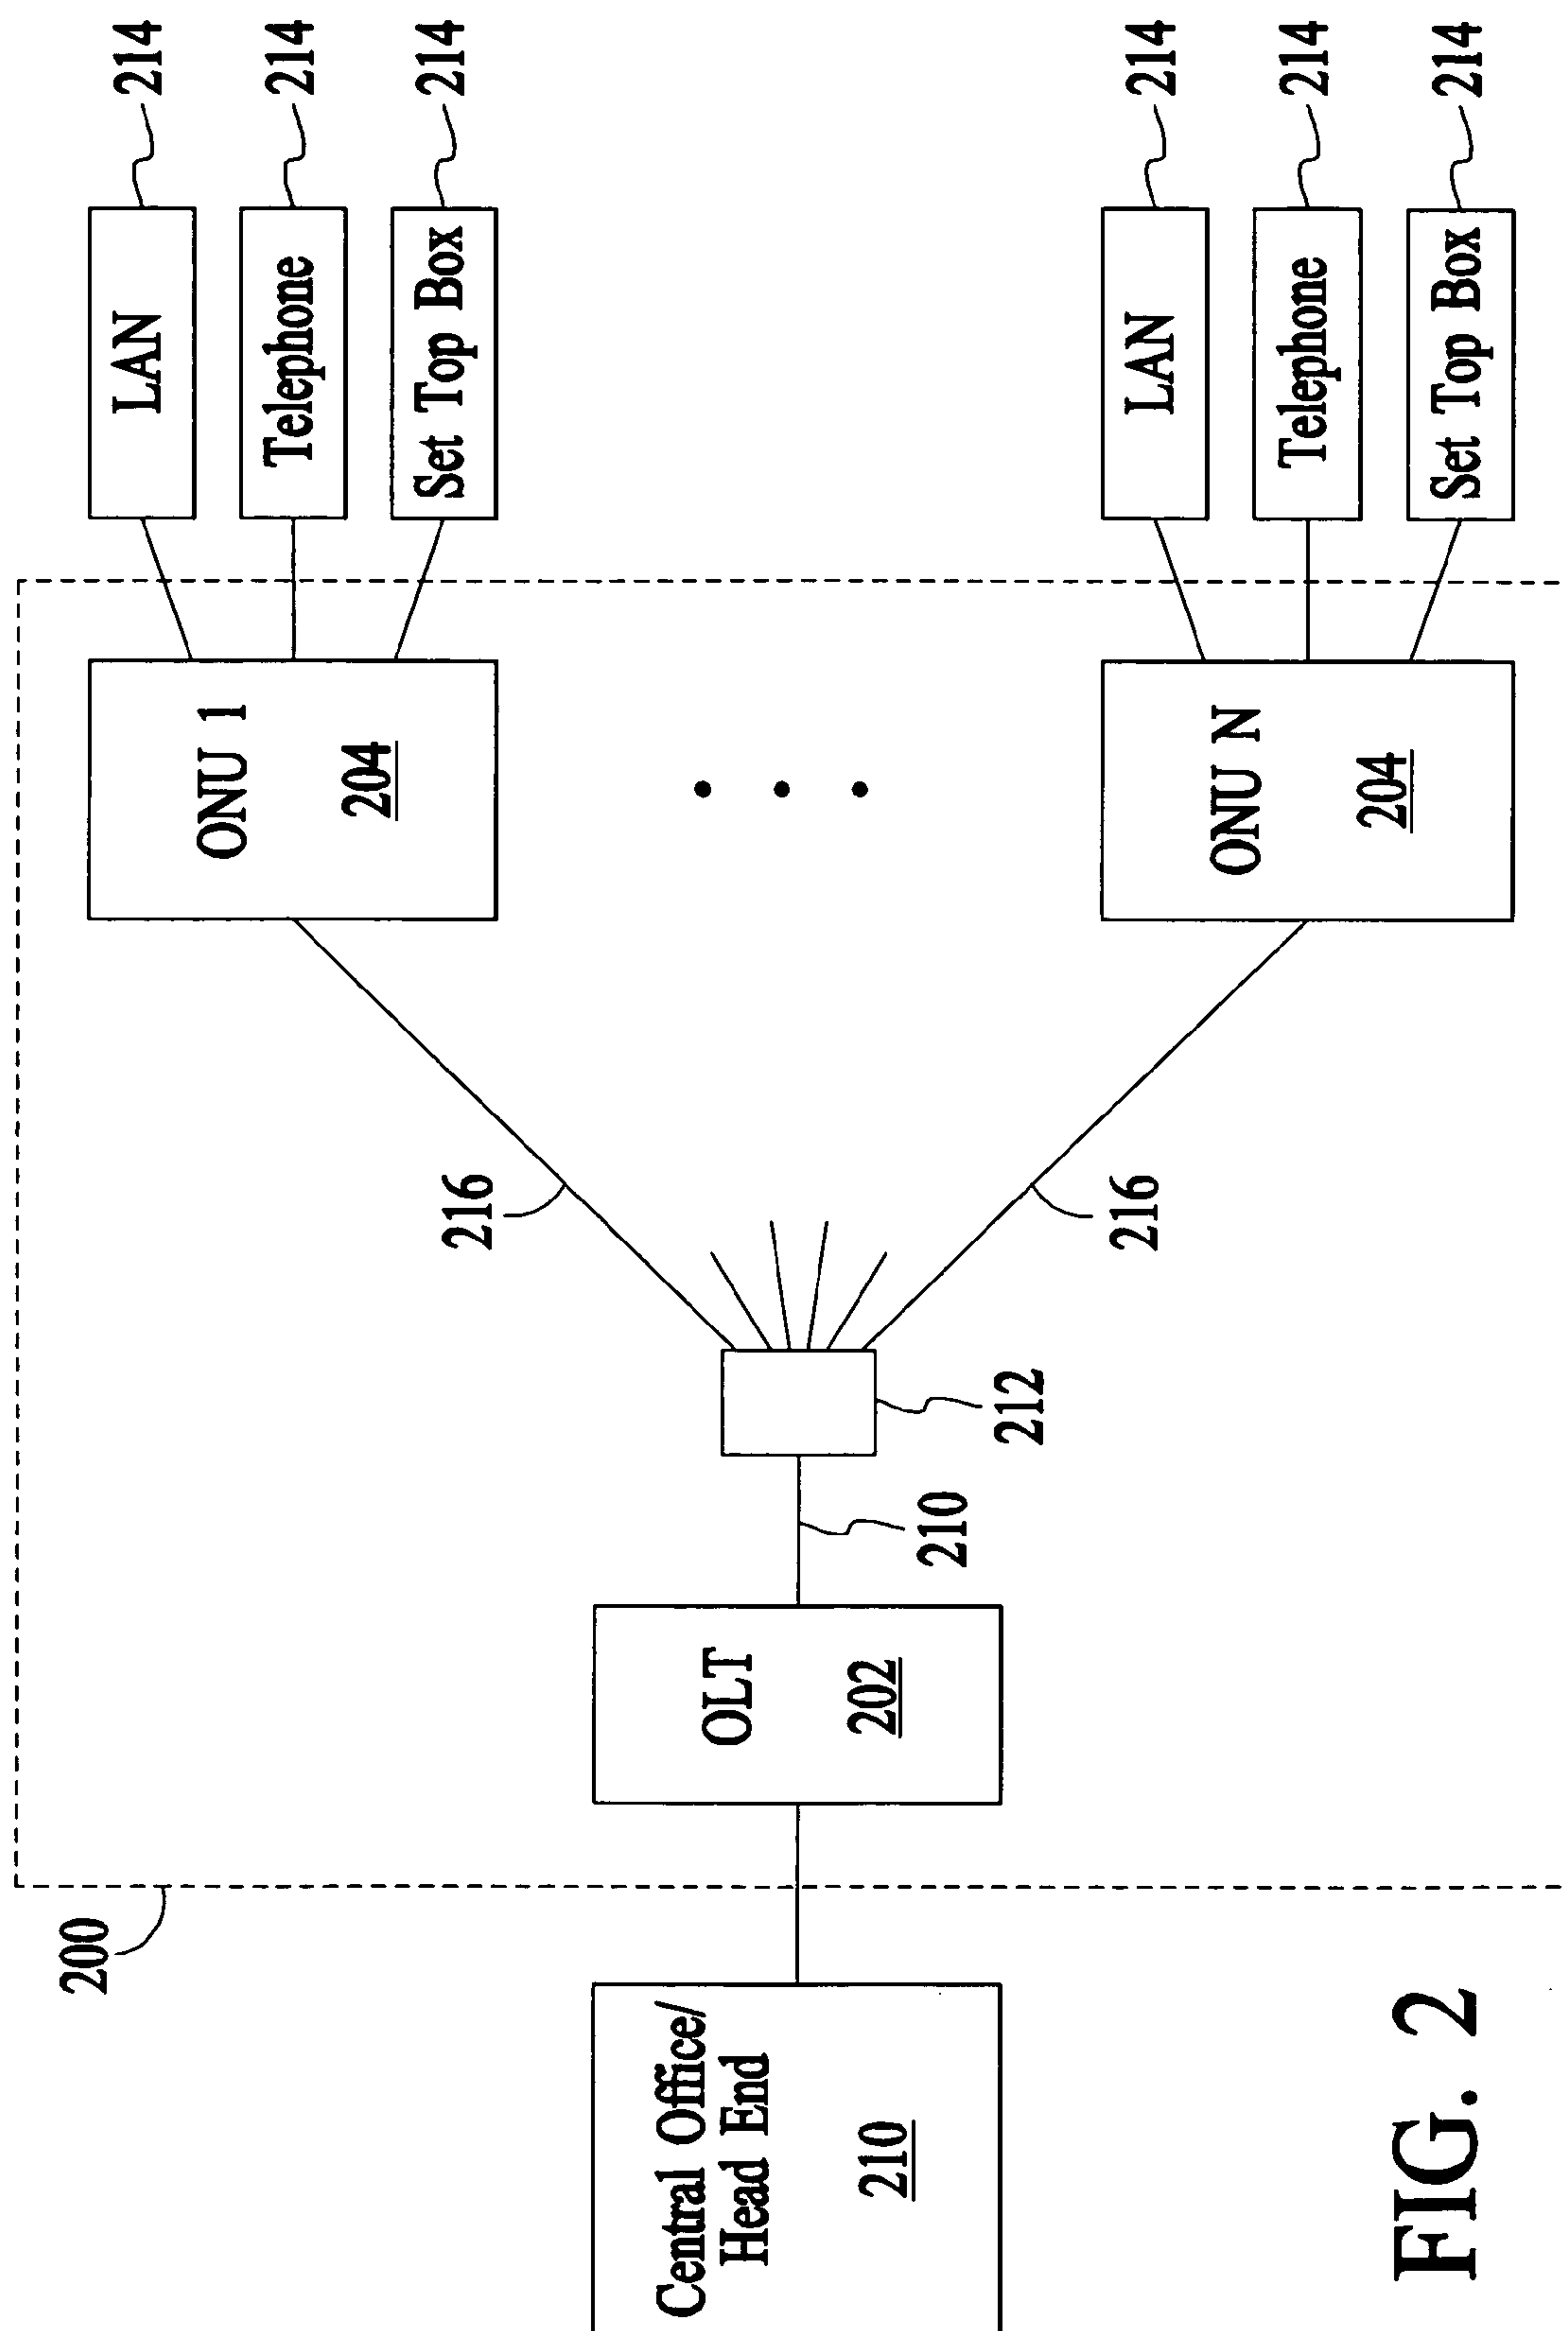 200
Central Office/
Head End
210
OLT
202
210
212
216
216
ONU 1
204
ONU N
204
LAN
214
Telephone
214
Set Top Box
214
LAN
214
Telephone
214
Set Top Box
214
FIG. 2